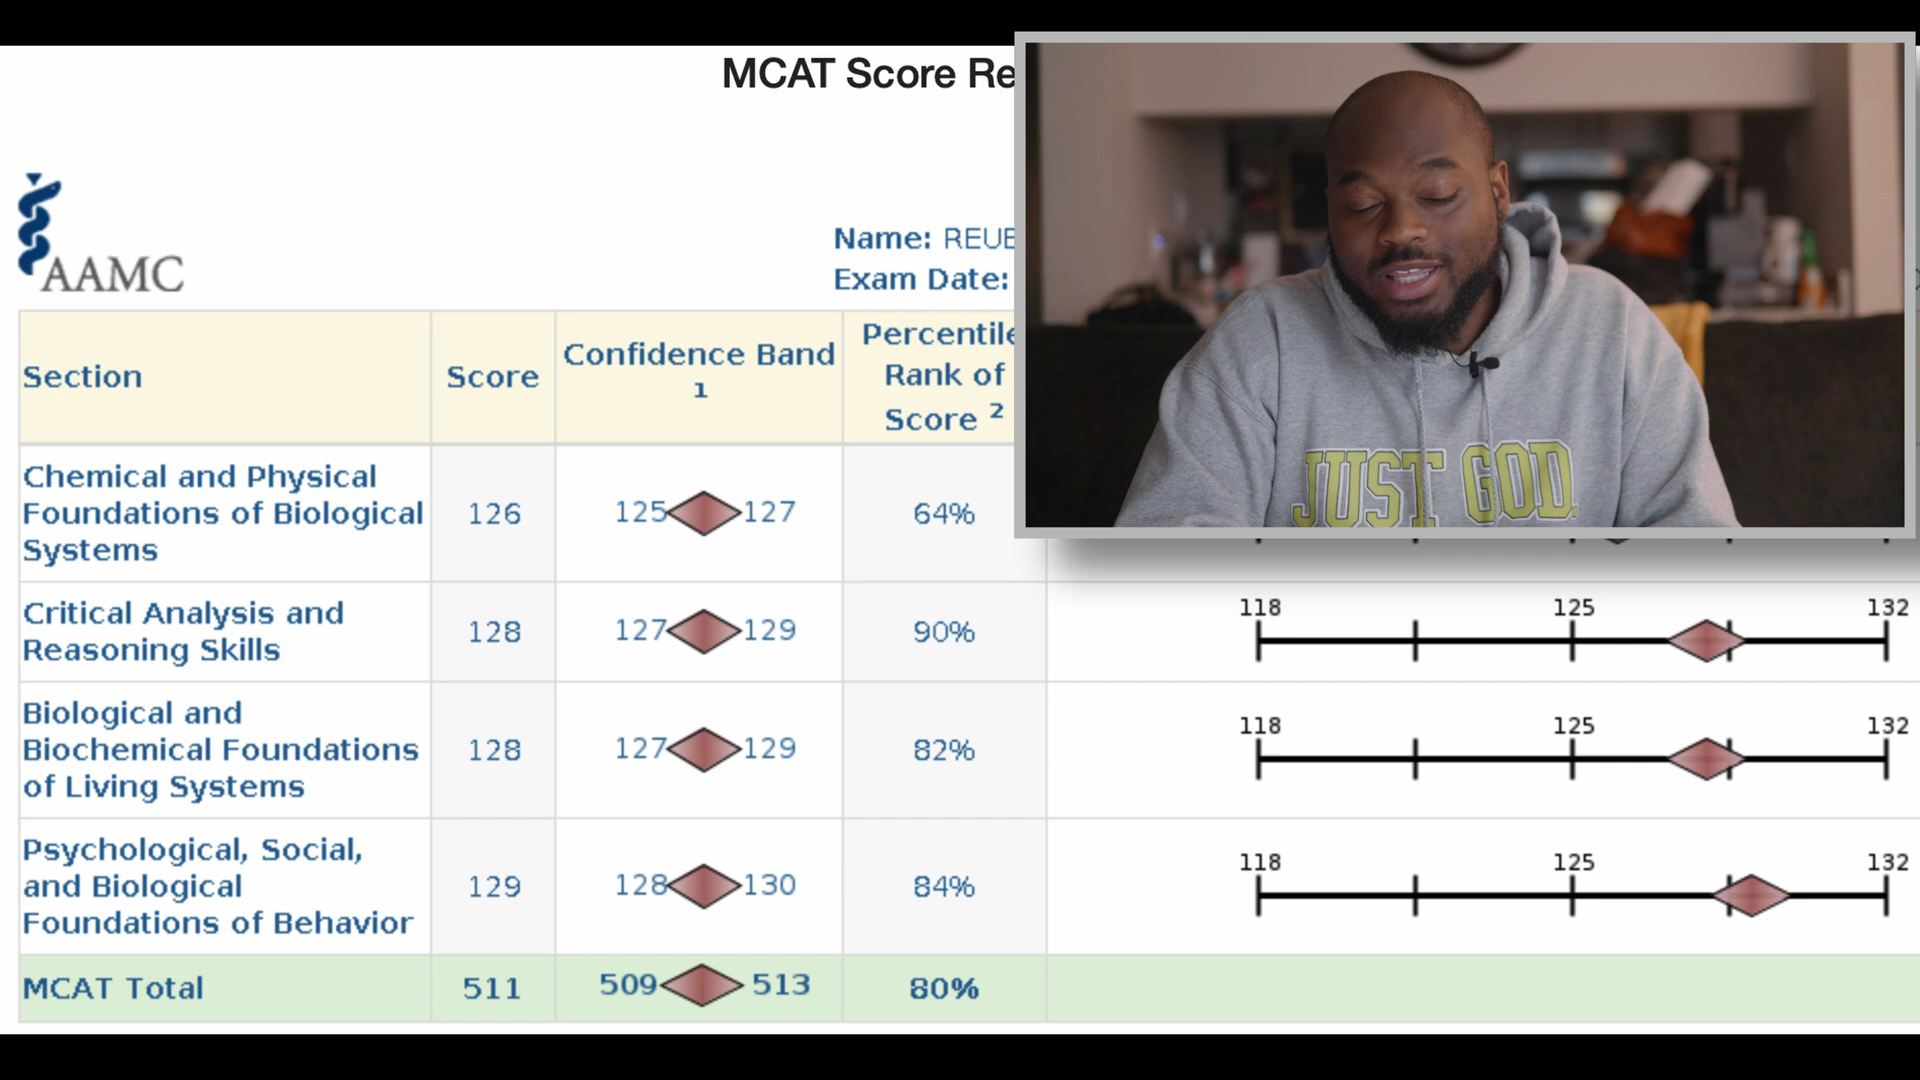 MCAT Score Re
AAMC
Name: REUB
Exam Date:
Section
Score
Confidence Band
1
Percentile
Rank of
Score 2
Chemical and Physical
Foundations of Biological
Systems
126
125 127
64%
Critical Analysis and
Reasoning Skills
128
127 129
90%
118 125 132
Biological and
Biochemical Foundations
of Living Systems
128
127 129
82%
118 125 132
Psychological, Social,
and Biological
Foundations of Behavior
129
128 130
84%
118 125 132
MCAT Total
511
509 513
80%
JUST GOD.